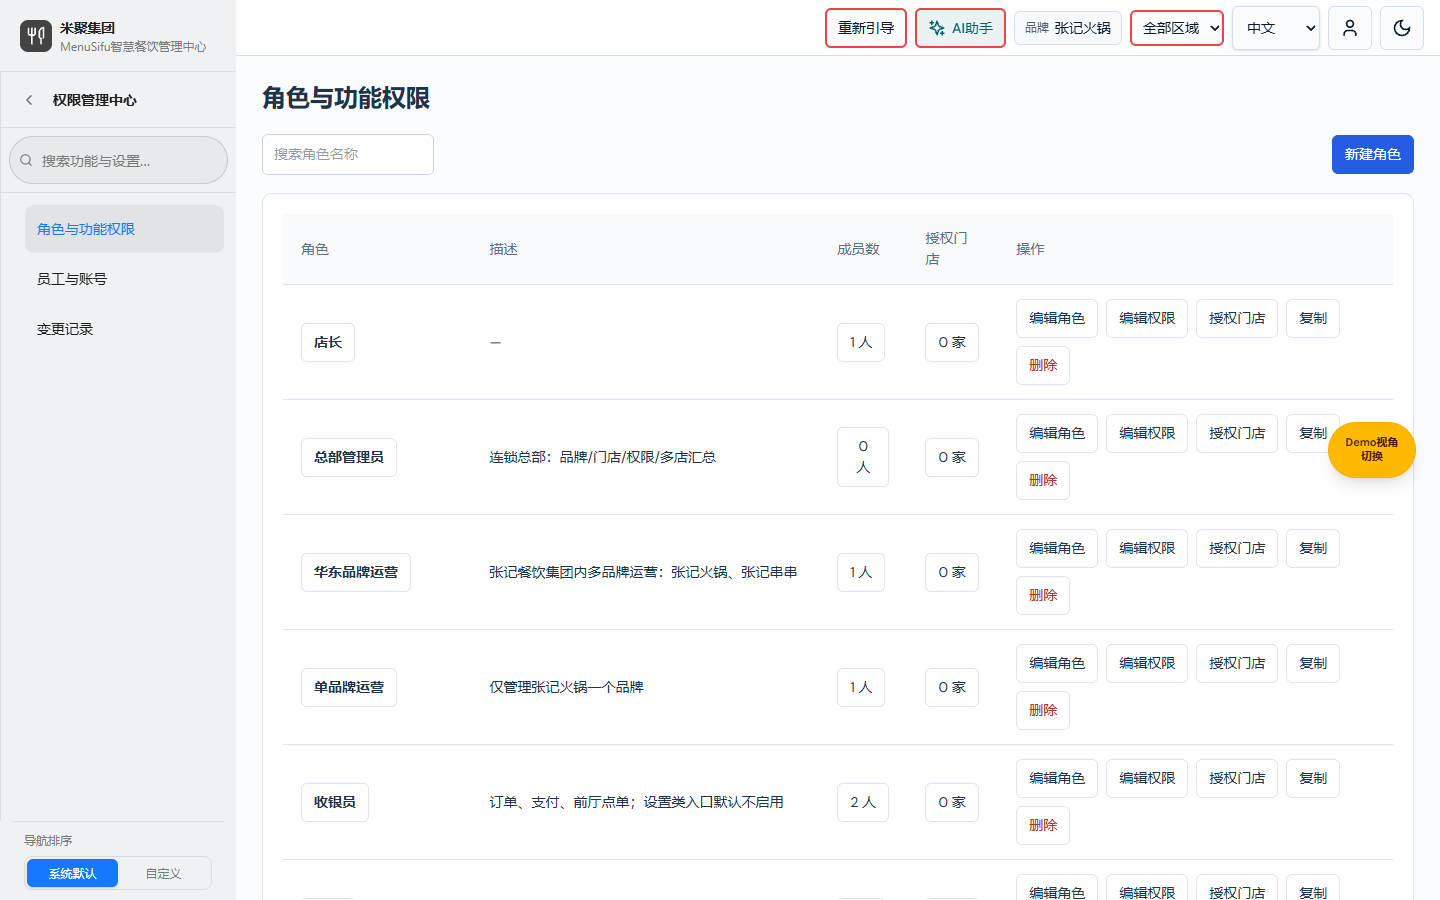 米聚集团
MenuSifu智慧餐饮管理中心
重新引导
AI助手
品牌 张记火锅
全部区域
中文
权限管理中心
搜索功能与设置...
角色与功能权限
员工与账号
变更记录
导航排序
系统默认
自定义
角色与功能权限
搜索角色名称
新建角色
角色
描述
成员数
授权门
店
操作
店长
—
1 人
0 家
编辑角色
编辑权限
授权门店
复制
删除
总部管理员
连锁总部：品牌/门店/权限/多店汇总
0
人
0 家
编辑角色
编辑权限
授权门店
复制
删除
Demo视角
切换
华东品牌运营
张记餐饮集团内多品牌运营：张记火锅、张记串串
1 人
0 家
编辑角色
编辑权限
授权门店
复制
删除
单品牌运营
仅管理张记火锅一个品牌
1 人
0 家
编辑角色
编辑权限
授权门店
复制
删除
收银员
订单、支付、前厅点单；设置类入口默认不启用
2 人
0 家
编辑角色
编辑权限
授权门店
复制
删除
编辑角色
编辑权限
授权门店
复制